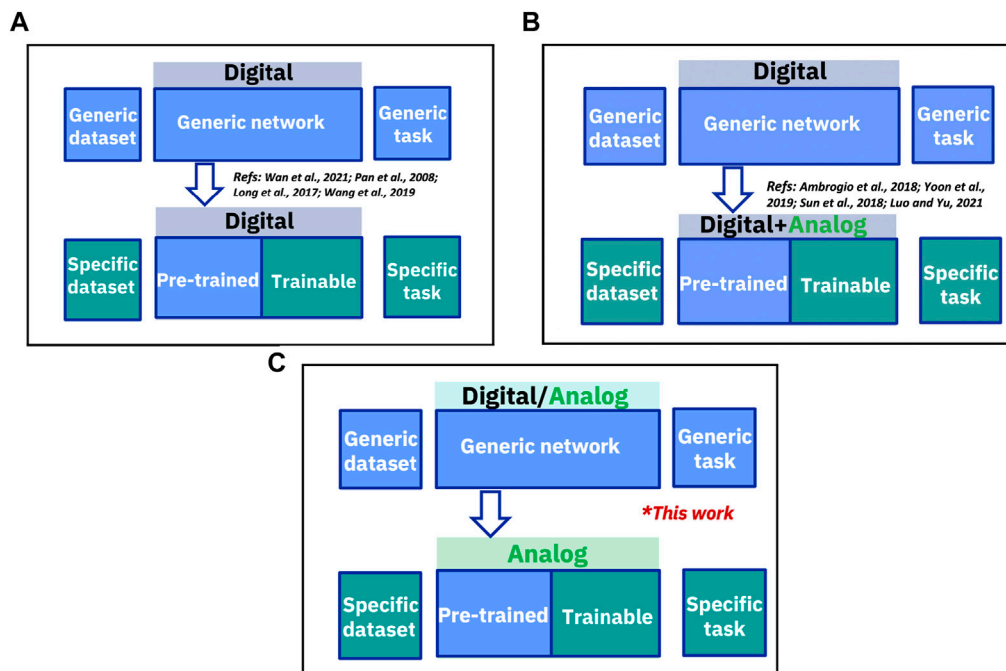 A
Digital
Generic
dataset
Generic network
Generic
task
Refs: Wan et al., 2021; Pan et al., 2008;
Long et al., 2017; Wang et al., 2019
Digital
Specific
dataset
Pre-trained
Trainable
Specific
task
B
Digital
Generic
dataset
Generic network
Generic
task
Refs: Ambrogio et al., 2018; Yoon et al.,
2019; Sun et al., 2018; Luo and Yu, 2021
Digital+Analog
Specific
dataset
Pre-trained
Trainable
Specific
task
C
Digital/Analog
Generic
dataset
Generic network
Generic
task
*This work
Analog
Specific
dataset
Pre-trained
Trainable
Specific
task